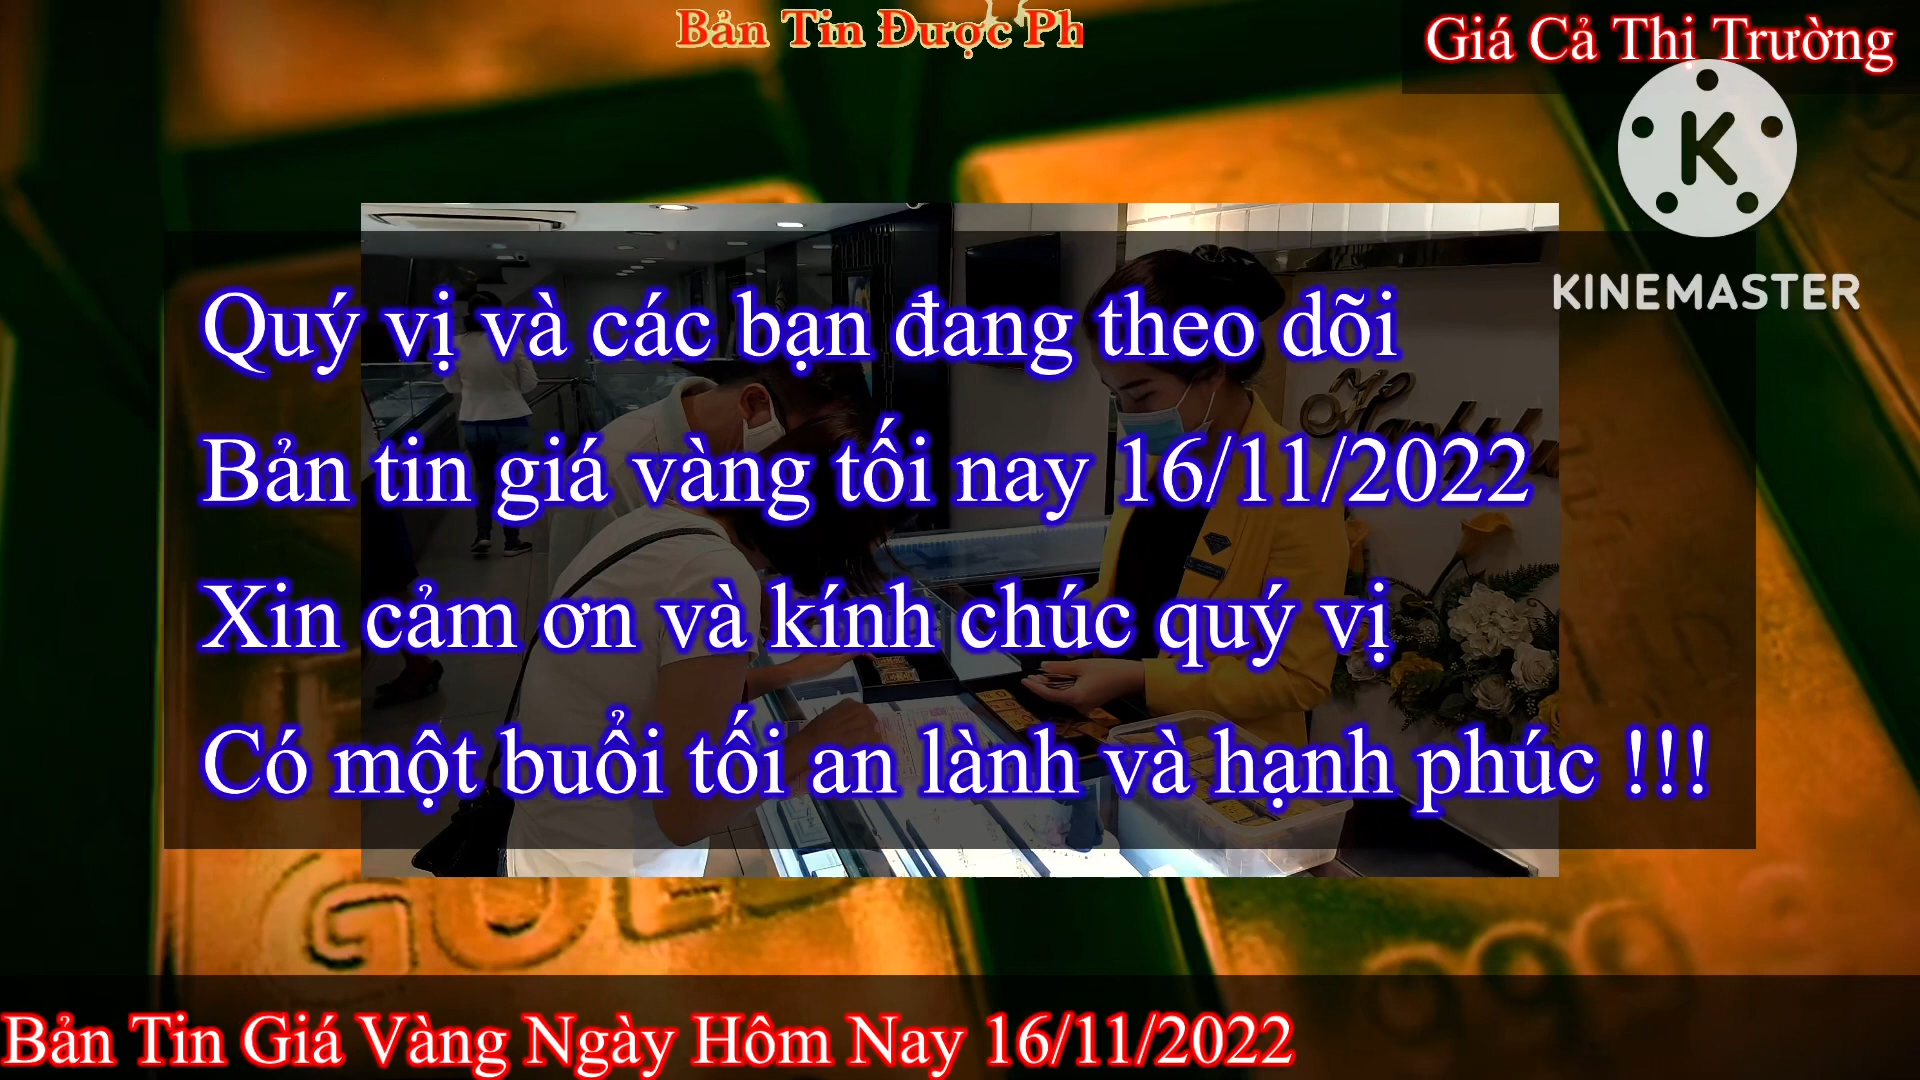 Bản Tin Được Ph
Giá Cả Thị Trường
K
KINEMASTER
Quý vị và các bạn đang theo dõi
Bản tin giá vàng tối nay 16/11/2022
Xin cảm ơn và kính chúc quý vị
Có một buổi tối an lành và hạnh phúc !!!
GOLD
999
Bản Tin Giá Vàng Ngày Hôm Nay 16/11/2022